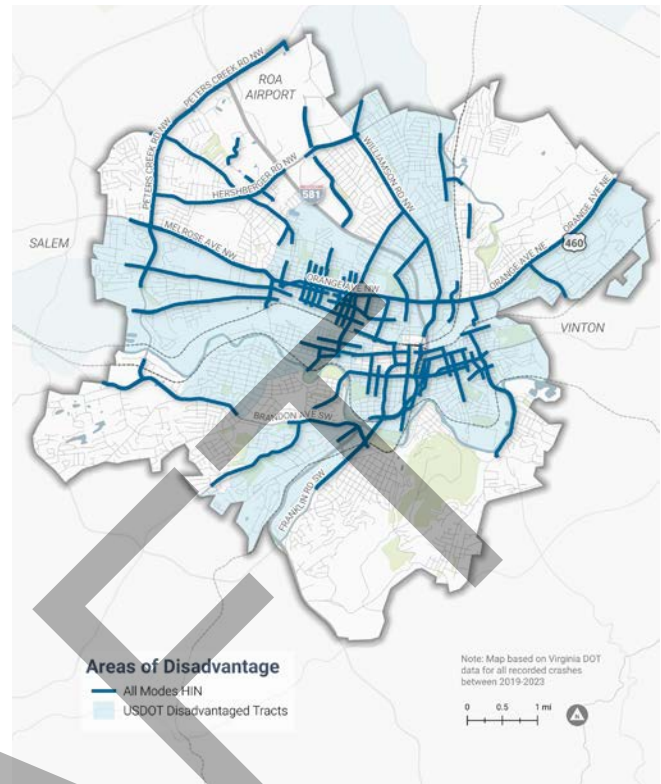 PETERS CREEK RD NW
ROA
AIRPORT
PETERS CREEK RD NW
HERSHBERGER RD NW
WILLIAMSON RD NW
581
ORANGE AVE NE
460
SALEM
MELROSE AVE NW
ORANGE AVE NW
ORANGE AVE NE
VINTON
BRANDON AVE SW
FRANKLIN RD SW
Areas of Disadvantage
All Modes HIN
USDOT Disadvantaged Tracts
Note: Map based on Virginia DOT
data for all recorded crashes
between 2019-2023
0 0.5 1 mi